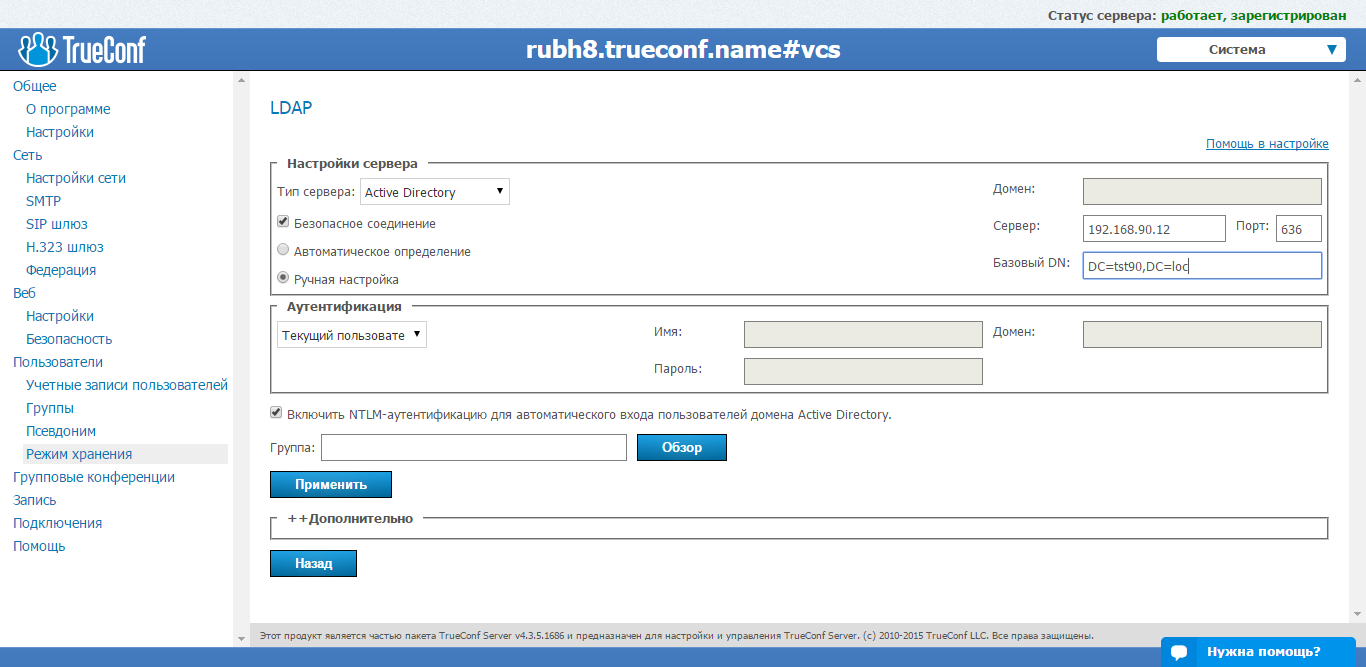 Статус сервера: работает, зарегистрирован
TrueConf
rubh8.trueconf.name#vcs
Система
Общее
О программе
Настройки
Сеть
Настройки сети
SMTP
SIP шлюз
H.323 шлюз
Федерация
Веб
Настройки
Безопасность
Пользователи
Учетные записи пользователей
Группы
Псевдоним
Режим хранения
Групповые конференции
Запись
Подключения
Помощь
LDAP
Помощь в настройке
Настройки сервера
Тип сервера: Active Directory
Безопасное соединение
Автоматическое определение
Ручная настройка
Домен:
Сервер: 192.168.90.12 Порт: 636
Базовый DN: DC=tst90,DC=loc
Аутентификация
Текущий пользовате
Имя:
Домен:
Пароль:
Включить NTLM-аутентификацию для автоматического входа пользователей домена Active Directory.
Группа:
Обзор
Применить
++Дополнительно
Назад
Этот продукт является частью пакета TrueConf Server v4.3.5.1686 и предназначен для настройки и управления TrueConf Server. (c) 2010-2015 TrueConf LLC. Все права защищены.
Нужна помощь?